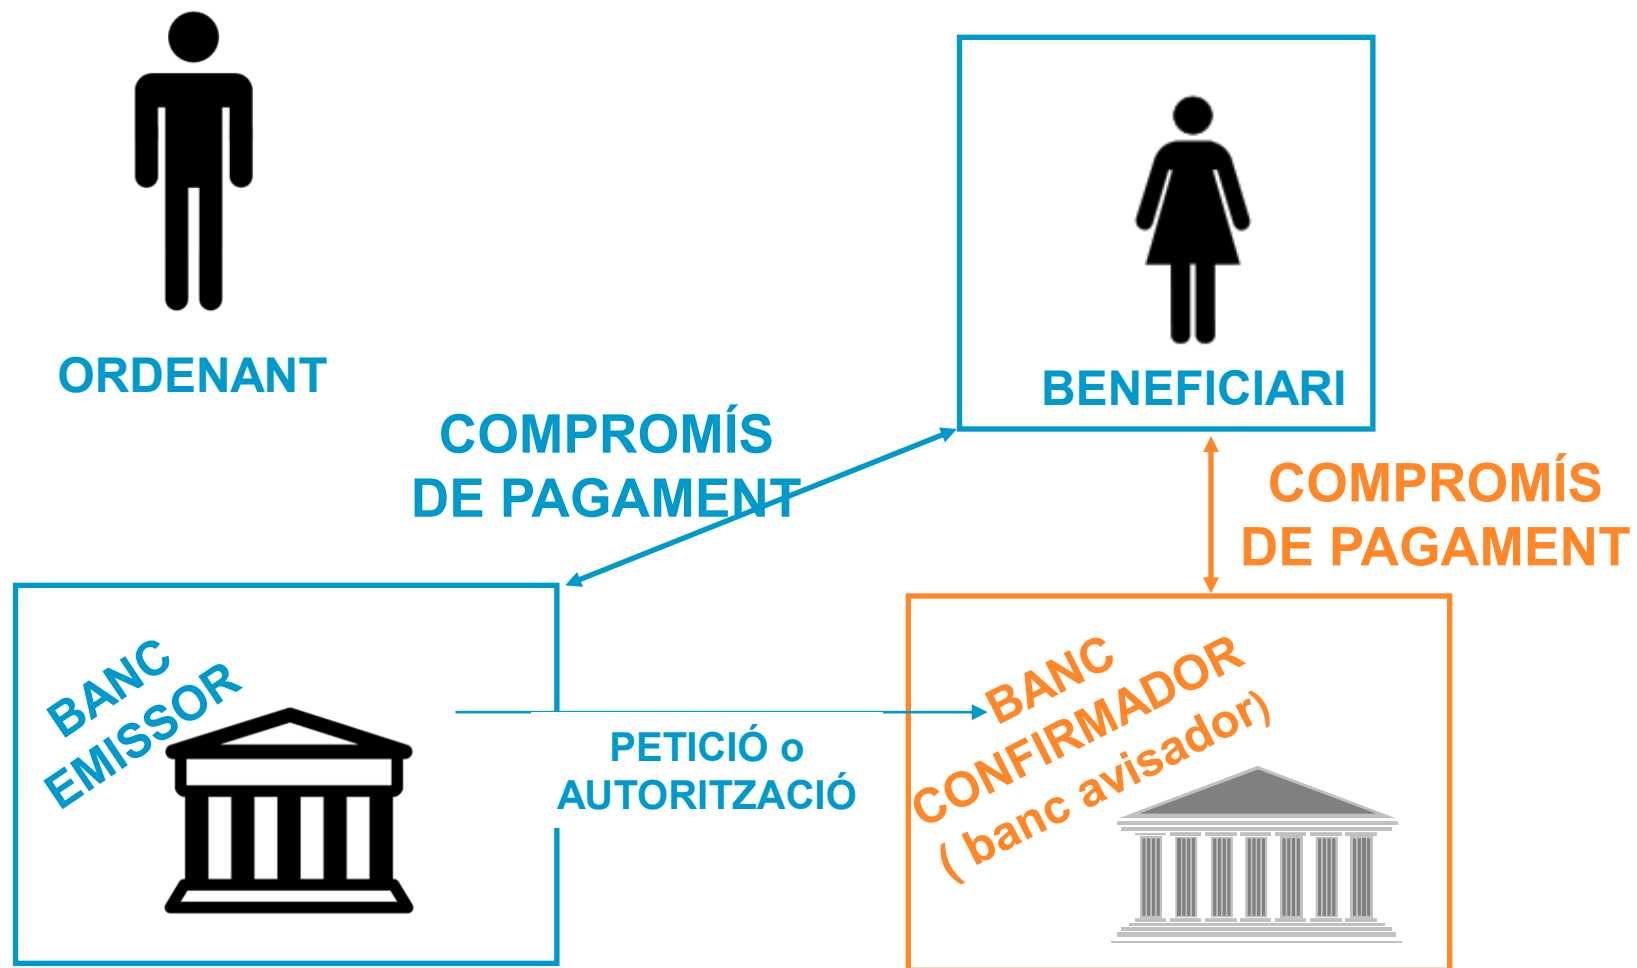 ORDENANT
BENEFICIARI
COMPROMÍS
DE PAGAMENT
COMPROMÍS
DE PAGAMENT
BANC
EMISSOR
PETICIÓ o
AUTORITZACIÓ
BANC
CONFIRMADOR
( banc avisador)